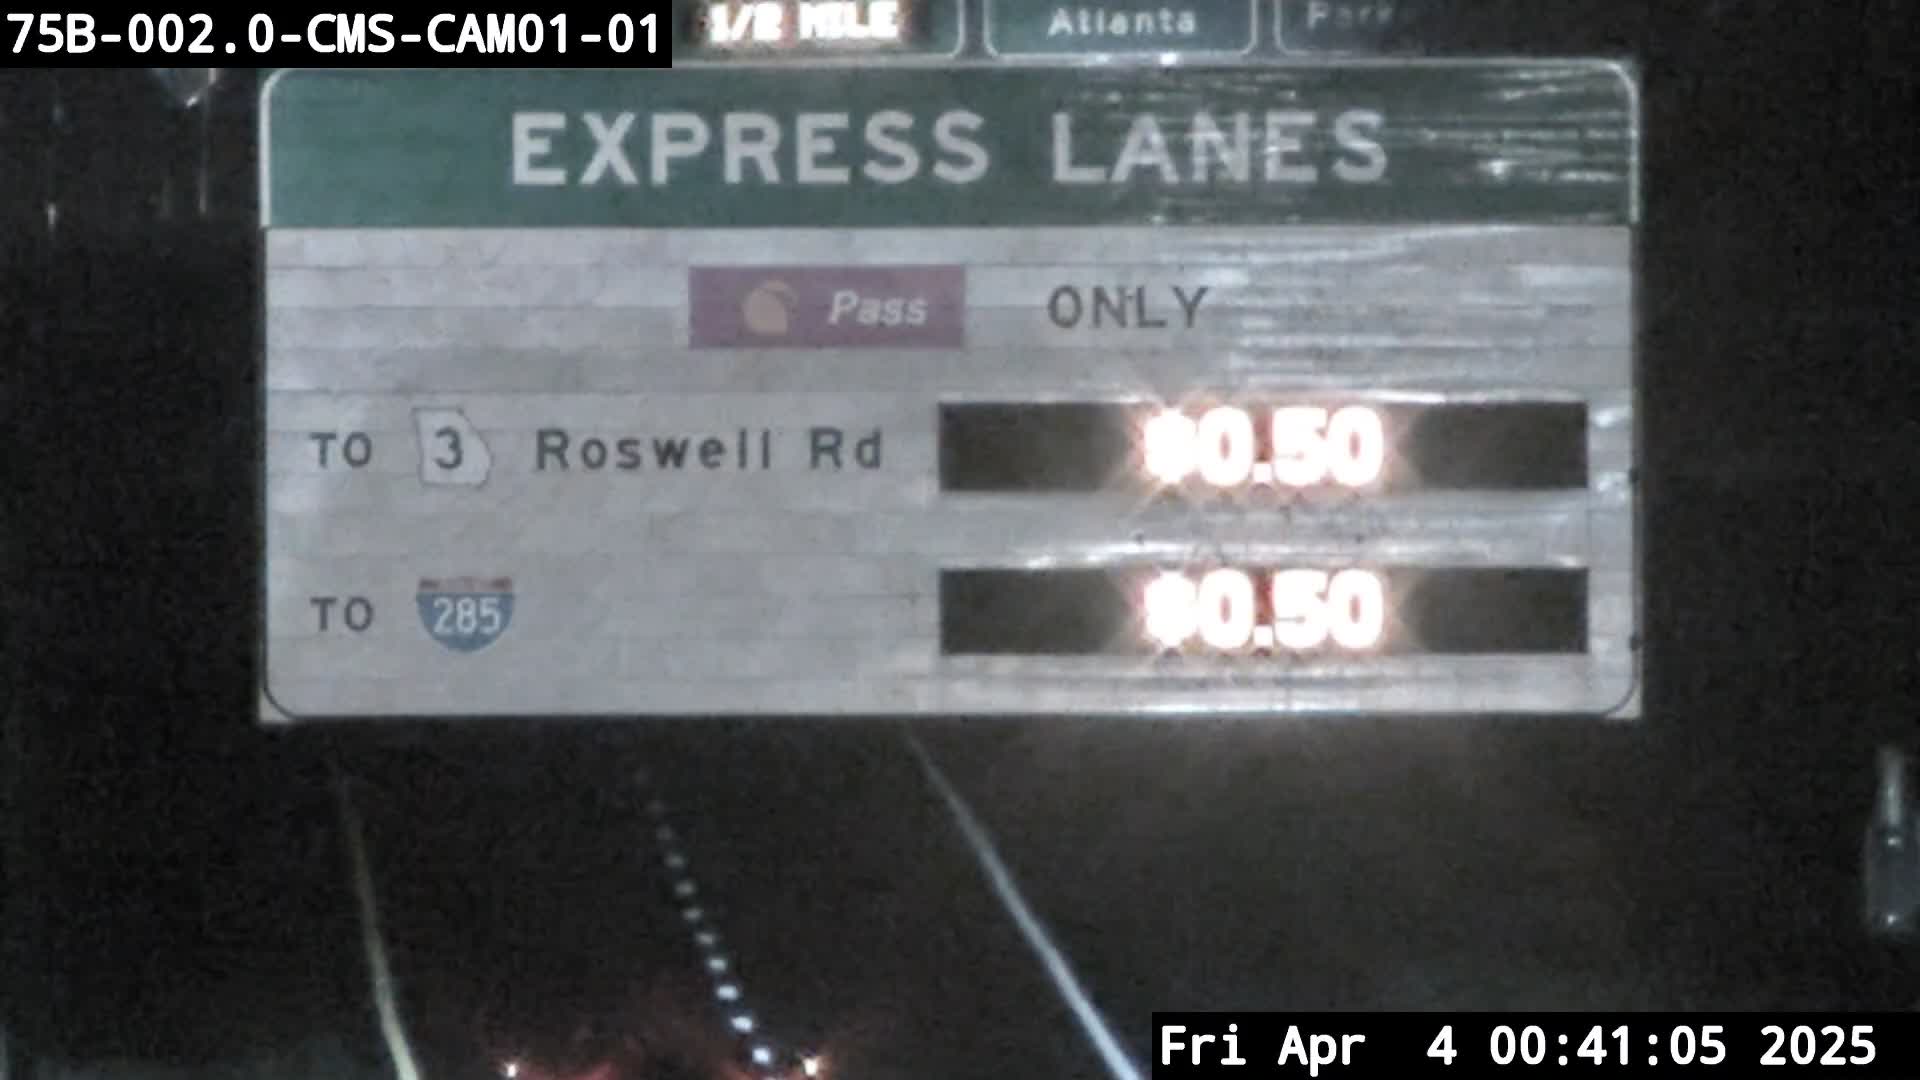 75B-002.0-CMS-CAM01-01
1/2 MILE
Atlanta
Park
EXPRESS LANES
Pass ONLY
TO 3 Roswell Rd $0.50
TO 285 $0.50
Fri Apr 4 00:41:05 2025